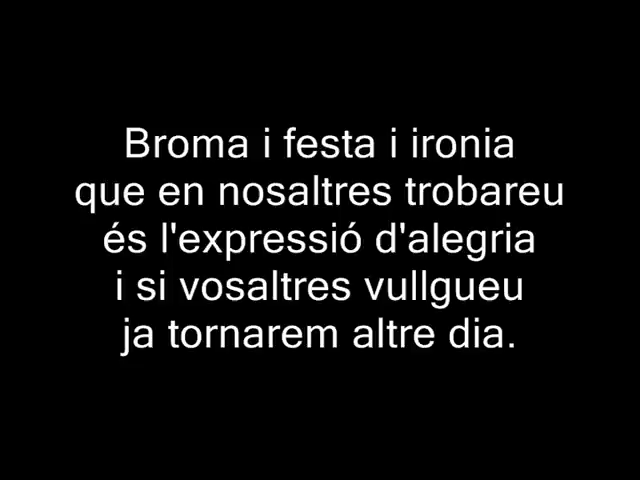 Broma i festa i ironia
que en nosaltres trobareu
és l'expressió d'alegria
i si vosaltres vullgueu
ja tornarem altre dia.